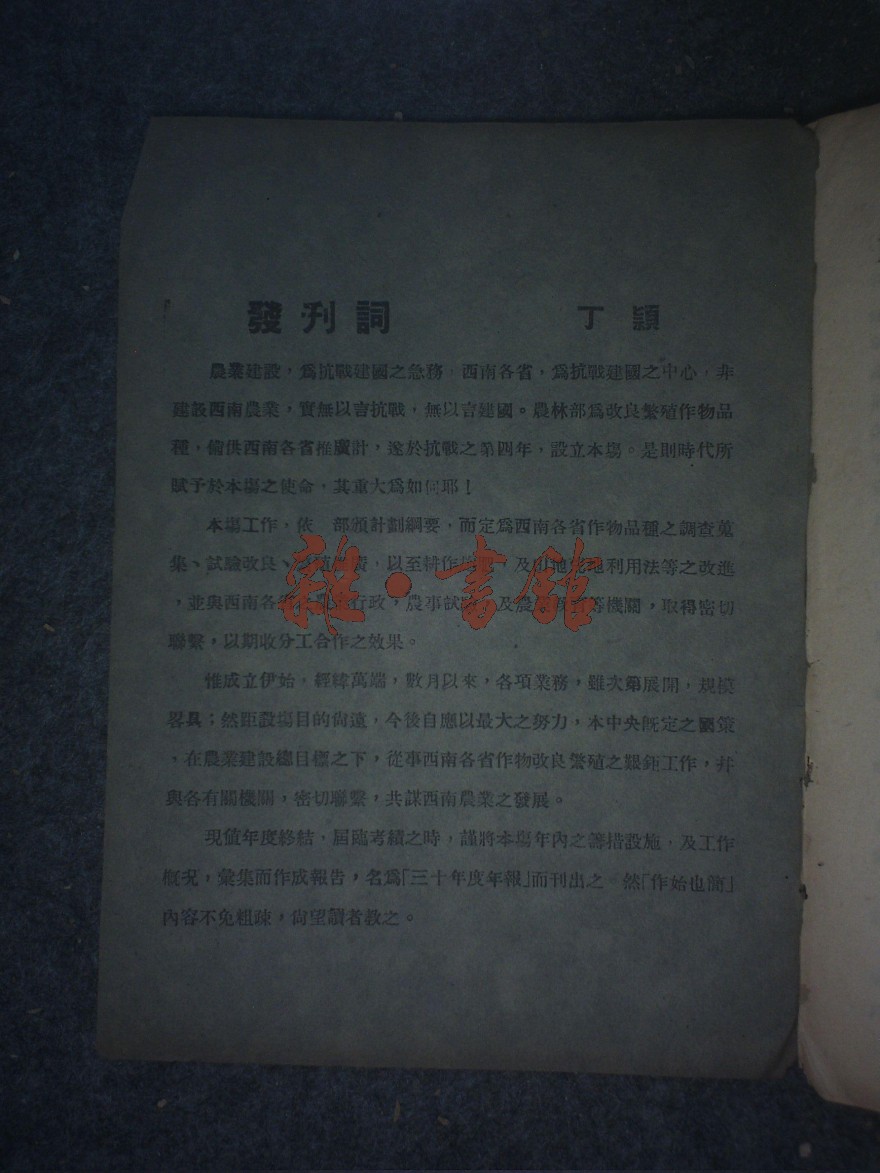 發刊詞 丁穎
農業建設，爲抗戰建國之急務，西南各省，爲抗戰建國之中心，非
建設西南農業，實無以言抗戰，無以言建國。農林部爲改良繁殖作物品
種，備供西南各省推廣計，遂於抗戰之第四年，設立本場。是則時代所
賦予於本場之使命，其重大爲如何耶！
本場工作，依 部頒計劃綱要，而定爲西南各省作物品種之調查蒐
集、試驗改良、 ，以至耕作 及 地利用法等之改進
，並與西南各 行政，農事 及農 等機關，取得密切
聯繫，以期收分工合作之效果。
雜·書館
惟成立伊始，經緯萬端，數月以來，各項業務，雖次第展開，規模
畧具；然距設場目的尙遠，今後自應以最大之努力，本中央旣定之國策
，在農業建設總目標之下，從事西南各省作物改良繁殖之艱鉅工作，幷
與各有關機關，密切聯繫，共謀西南農業之發展。
現值年度終結，屆臨考績之時，謹將本場年內之籌措設施，及工作
概況，彙集而作成報告，名爲「三十年度年報」而刊出之。然「作始也簡」
內容不免粗疎，尙望讀者敎之。